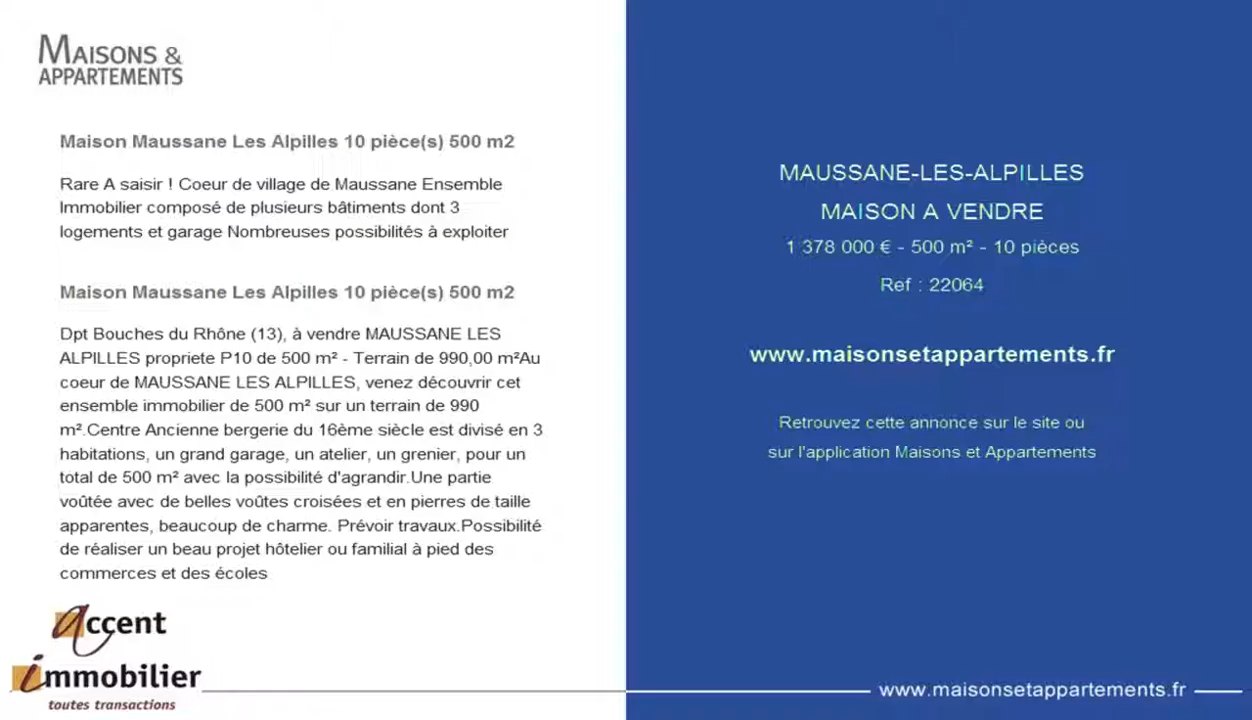 MAISONS &
APPARTEMENTS
Maison Maussane Les Alpilles 10 pièce(s) 500 m2
Rare A saisir ! Coeur de village de Maussane Ensemble
Immobilier composé de plusieurs bâtiments dont 3
logements et garage Nombreuses possibilités à exploiter
Maison Maussane Les Alpilles 10 pièce(s) 500 m2
Dpt Bouches du Rhône (13), à vendre MAUSSANE LES
ALPILLES propriete P10 de 500 m² - Terrain de 990,00 m²Au
coeur de MAUSSANE LES ALPILLES, venez découvrir cet
ensemble immobilier de 500 m² sur un terrain de 990
m².Centre Ancienne bergerie du 16ème siècle est divisé en 3
habitations, un grand garage, un atelier, un grenier, pour un
total de 500 m² avec la possibilité d'agrandir.Une partie
voûtée avec de belles voûtes croisées et en pierres de taille
apparentes, beaucoup de charme. Prévoir travaux.Possibilité
de réaliser un beau projet hôtelier ou familial à pied des
commerces et des écoles
accent
immobilier
toutes transactions
MAUSSANE-LES-ALPILLES
MAISON A VENDRE
1 378 000 € - 500 m² - 10 pièces
Ref : 22064
www.maisonsetappartements.fr
Retrouvez cette annonce sur le site ou
sur l'application Maisons et Appartements
www.maisonsetappartements.fr